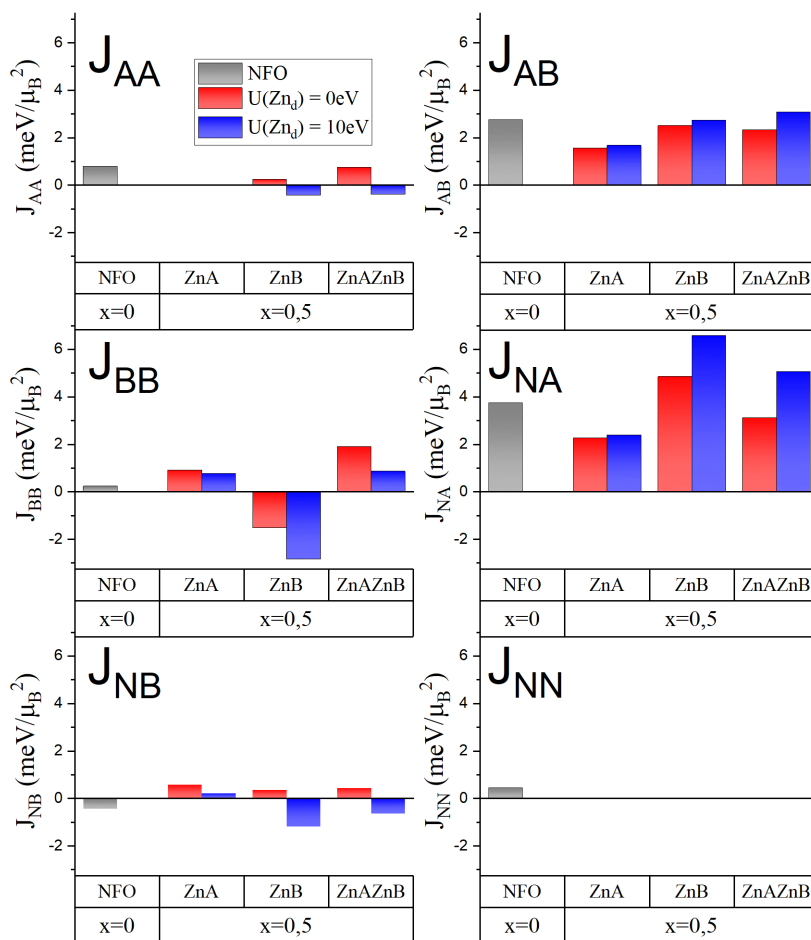 J_AA
NFO
U(Zn_d) = 0eV
U(Zn_d) = 10eV
J_AA (meV/μ_B^2)
6
4
2
0
-2
NFO ZnA ZnB ZnAZnB
x=0 x=0,5
J_AB
J_AB (meV/μ_B^2)
6
4
2
0
-2
NFO ZnA ZnB ZnAZnB
x=0 x=0,5
J_BB
J_BB (meV/μ_B^2)
6
4
2
0
-2
NFO ZnA ZnB ZnAZnB
x=0 x=0,5
J_NA
J_NA (meV/μ_B^2)
6
4
2
0
-2
NFO ZnA ZnB ZnAZnB
x=0 x=0,5
J_NB
J_NB (meV/μ_B^2)
6
4
2
0
-2
NFO ZnA ZnB ZnAZnB
x=0 x=0,5
J_NN
J_NN (meV/μ_B^2)
6
4
2
0
-2
NFO ZnA ZnB ZnAZnB
x=0 x=0,5